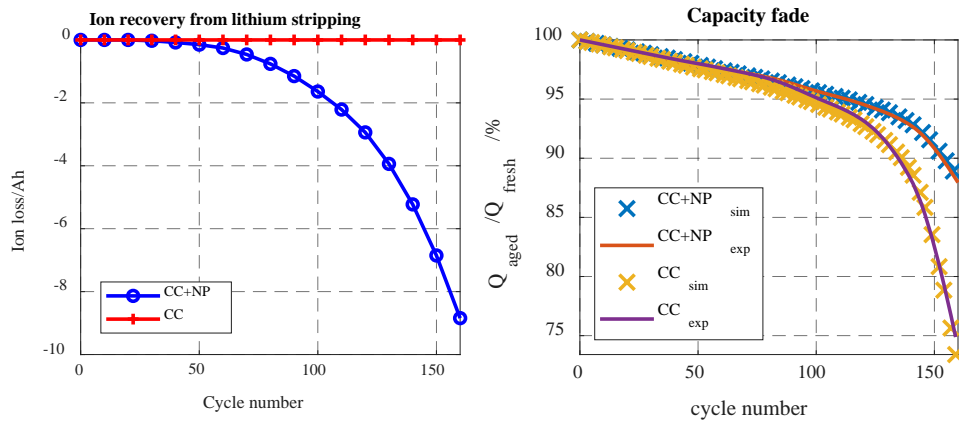 Ion recovery from lithium stripping
0
-2
-4
-6
-8
-10
Ion loss/Ah
CC+NP
CC
0
50
100
150
Cycle number
Capacity fade
100
95
90
85
80
75
Q aged /Q fresh /%
CC+NP sim
CC+NP exp
CC sim
CC exp
0
50
100
150
cycle number